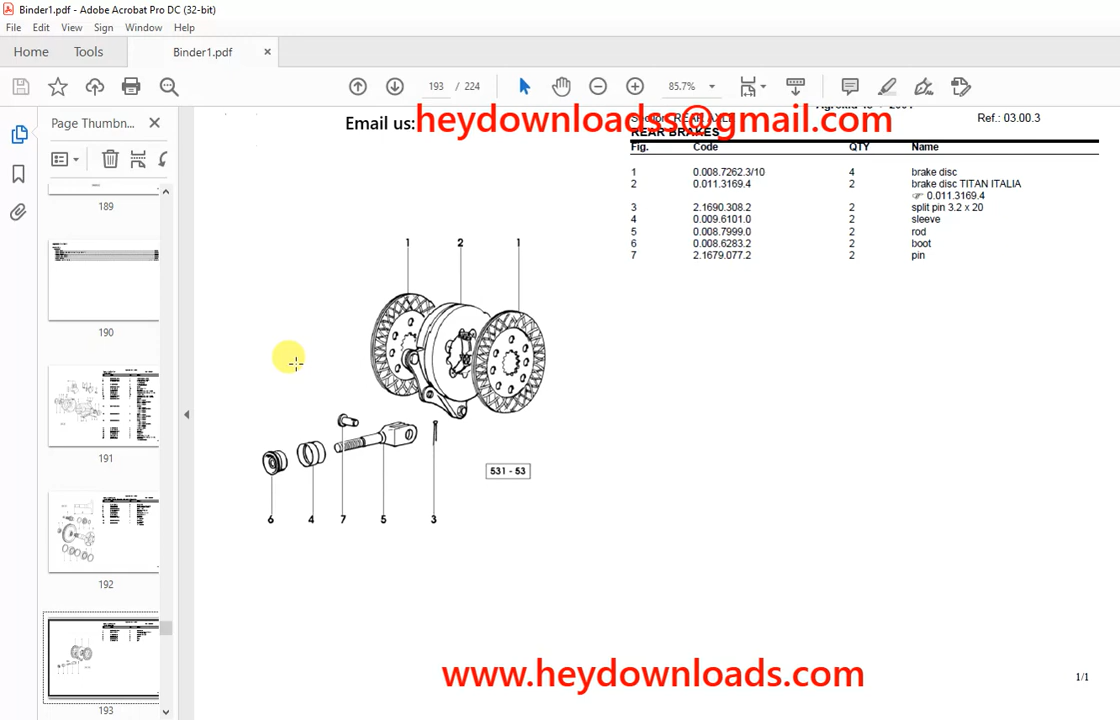 Binder1.pdf - Adobe Acrobat Pro DC (32-bit)
File Edit View Sign Window Help
Home Tools Binder1.pdf ×
193 / 224 85.7%
Page Thumbn...
189
190
191
192
193
Email us: heydownloadss@gmail.com
Section: REAR AXLE Ref.: 03.00.3
REAR BRAKES
Fig. Code QTY Name
1 0.008.7262.3/10 4 brake disc
2 0.011.3169.4 2 brake disc TITAN ITALIA
☞ 0.011.3169.4
3 2.1690.308.2 2 split pin 3.2 x 20
4 0.009.6101.0 2 sleeve
5 0.008.7999.0 2 rod
6 0.008.6283.2 2 boot
7 2.1679.077.2 2 pin
1 2 1
531 - 53
6 4 7 5 3
www.heydownloads.com
1/1